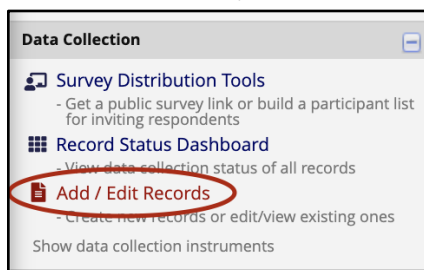 Data Collection
Survey Distribution Tools
- Get a public survey link or build a participant list
for inviting respondents
Record Status Dashboard
- View data collection status of all records
Add / Edit Records
- Create new records or edit/view existing ones
Show data collection instruments